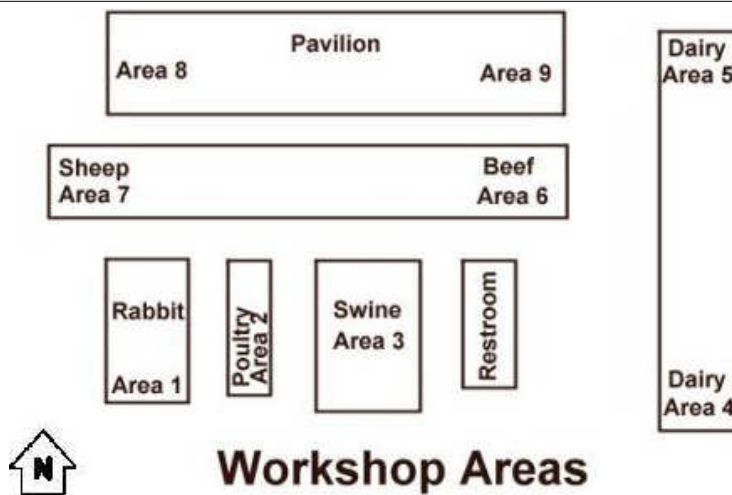 Pavilion
Area 8
Area 9
Dairy
Area 5
Sheep
Area 7
Beef
Area 6
Rabbit
Area 1
Poultry
Area 2
Swine
Area 3
Restroom
Dairy
Area 4
N
Workshop Areas